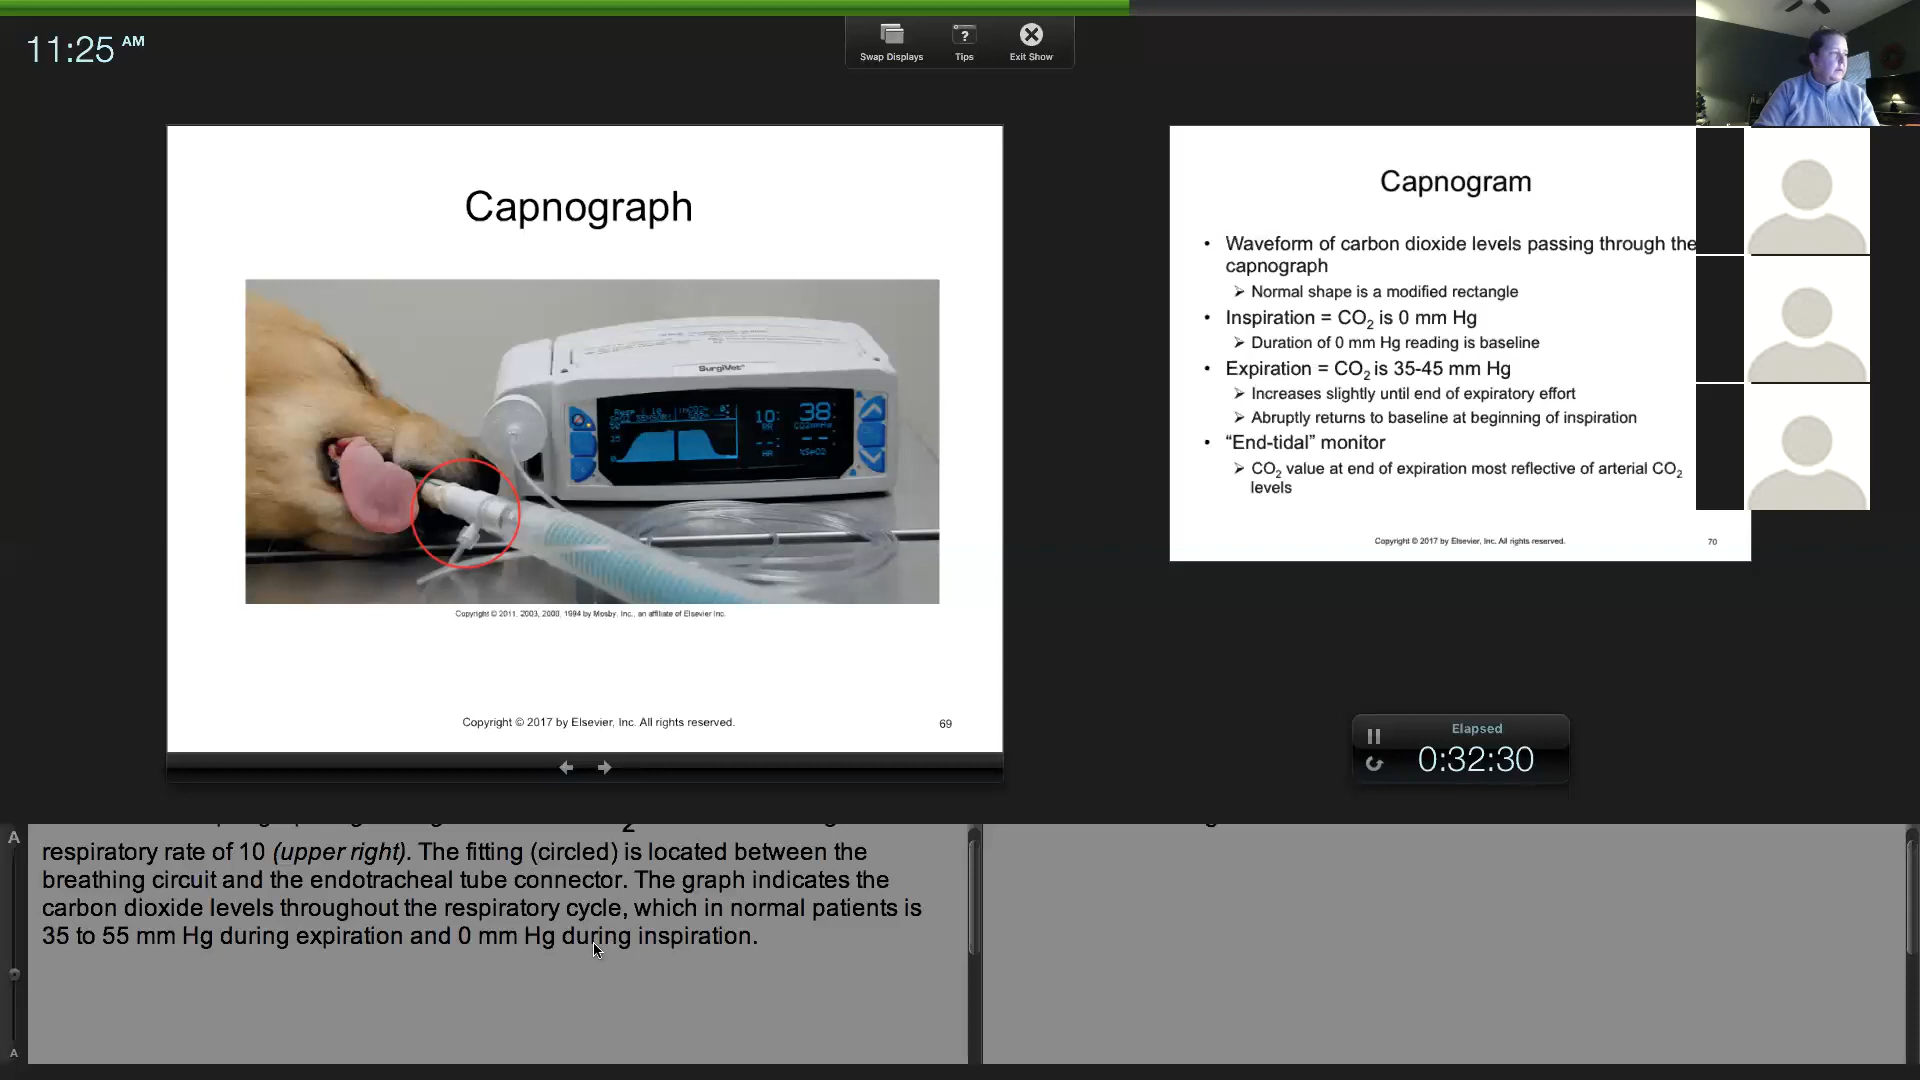 11:25 AM
Swap Displays
? Tips
Exit Show
Capnograph
SurgiVet
10:
RR
38
CO2mmHg
HR
%SpO2
Copyright © 2011, 2003, 2000, 1994 by Mosby, Inc., an affiliate of Elsevier Inc.
Copyright © 2017 by Elsevier, Inc. All rights reserved.
69
Capnogram
• Waveform of carbon dioxide levels passing through the
capnograph
➢ Normal shape is a modified rectangle
• Inspiration = CO2 is 0 mm Hg
➢ Duration of 0 mm Hg reading is baseline
• Expiration = CO2 is 35-45 mm Hg
➢ Increases slightly until end of expiratory effort
➢ Abruptly returns to baseline at beginning of inspiration
• “End-tidal” monitor
➢ CO2 value at end of expiration most reflective of arterial CO2
levels
Copyright © 2017 by Elsevier, Inc. All rights reserved.
70
Elapsed
0:32:30
A
2
respiratory rate of 10 (upper right). The fitting (circled) is located between the
breathing circuit and the endotracheal tube connector. The graph indicates the
carbon dioxide levels throughout the respiratory cycle, which in normal patients is
35 to 55 mm Hg during expiration and 0 mm Hg during inspiration.
A